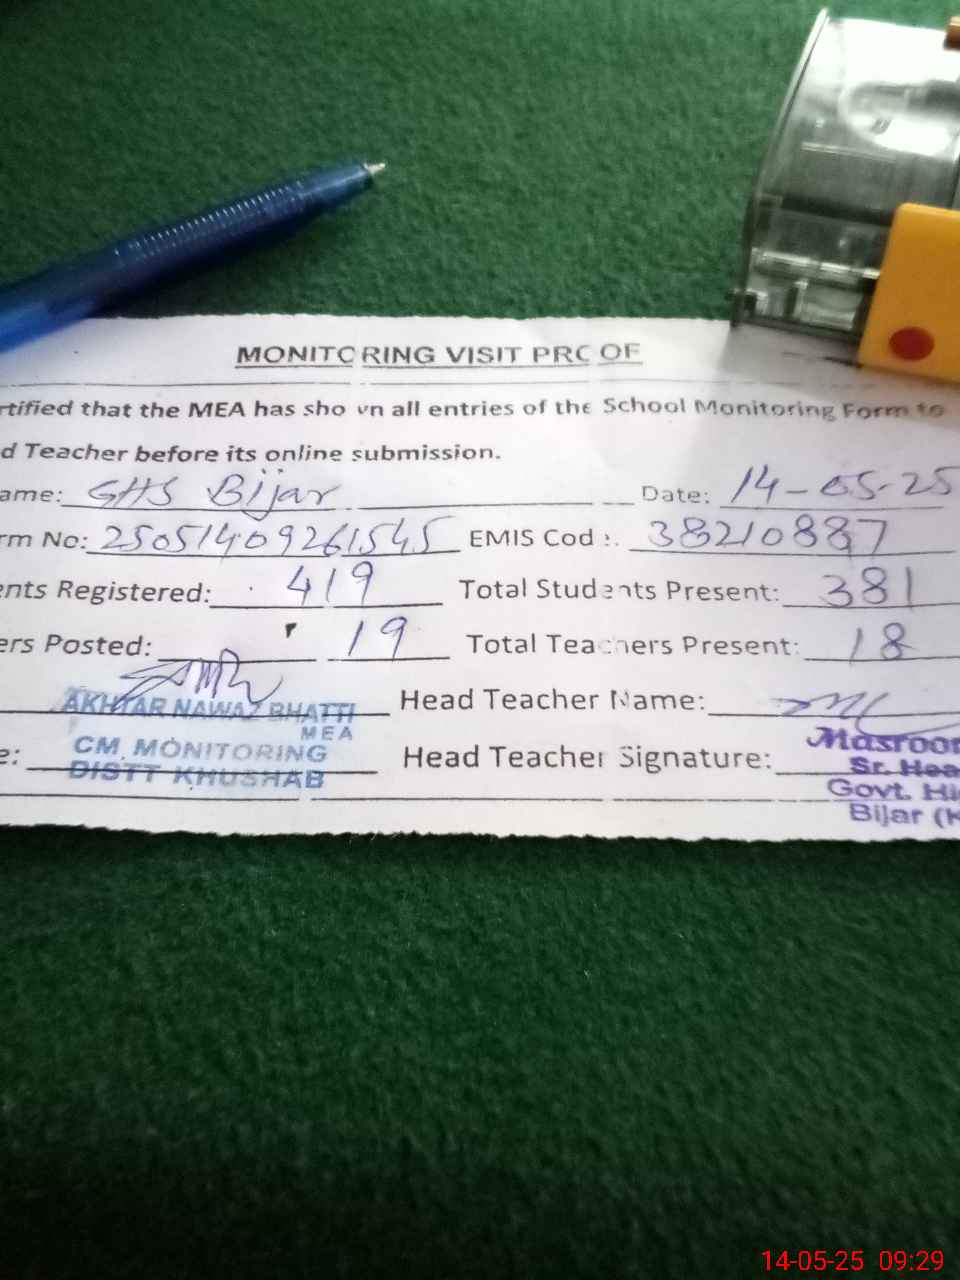 MONITORING VISIT PROOF
rtified that the MEA has shown all entries of the School Monitoring Form to
d Teacher before its online submission.
ame: GHS Bijar Date: 14-05-25
rm No: 25051409261545 EMIS Code: 38210887
ents Registered: 419 Total Students Present: 381
ers Posted: 19 Total Teachers Present: 18
AKHTAR NAWAZ BHATTI Head Teacher Name:
MEA Masroor
CM MONITORING Head Teacher Signature: Sr. Hea
DISTT KHUSHAB Govt. Hi
Bijar (K
14-05-25 09:29